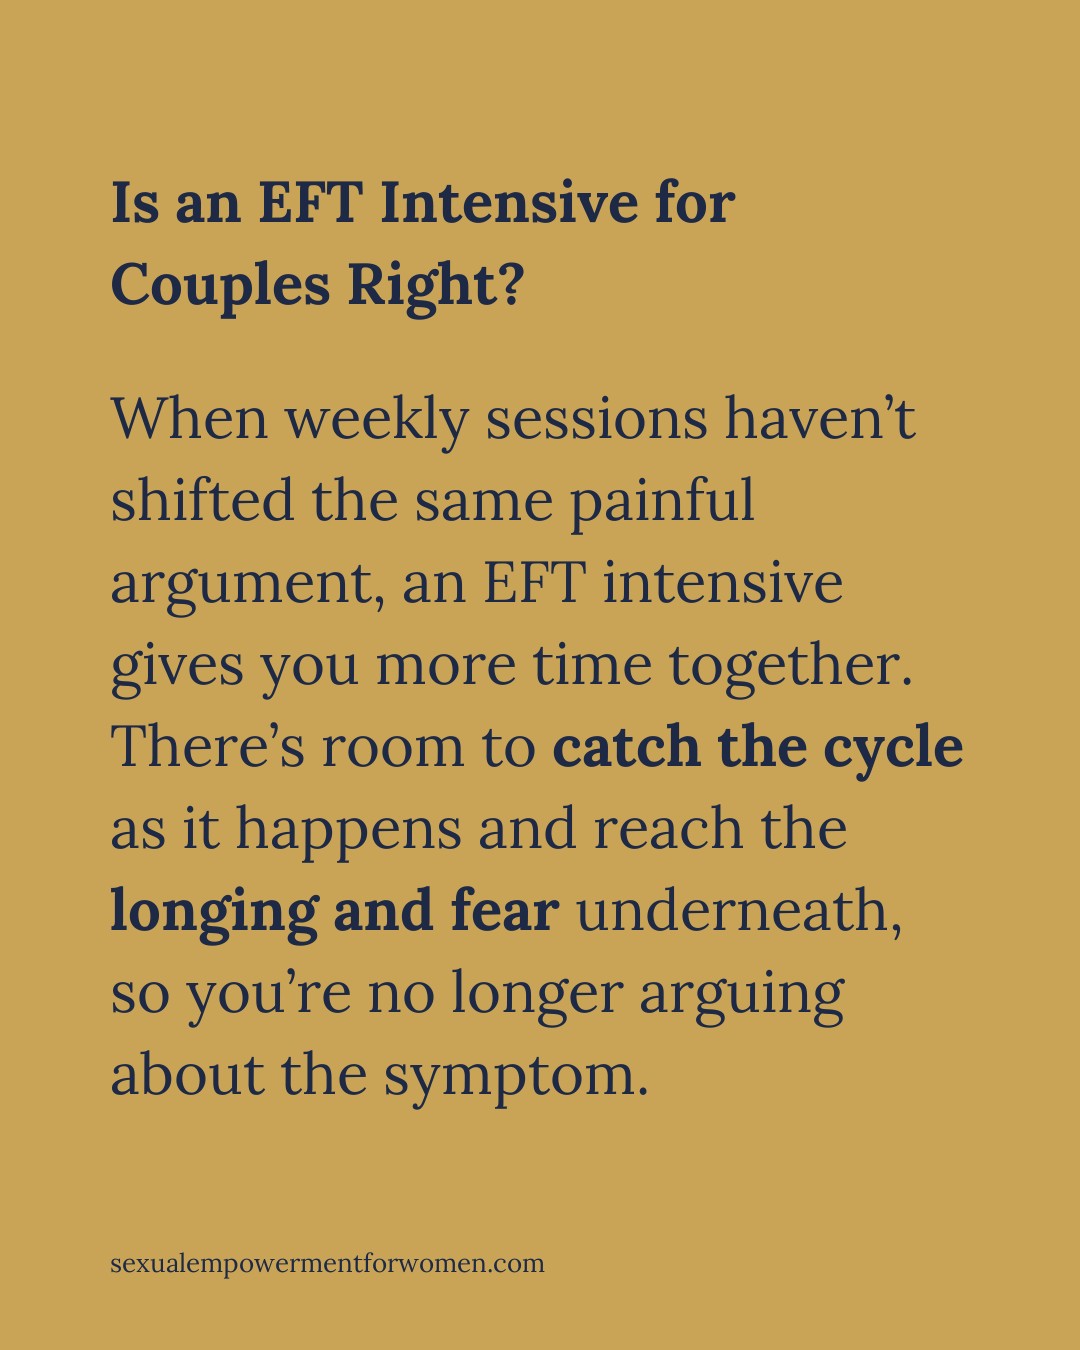 Is an EFT Intensive for
Couples Right?
When weekly sessions haven’t
shifted the same painful
argument, an EFT intensive
gives you more time together.
There’s room to catch the cycle
as it happens and reach the
longing and fear underneath,
so you’re no longer arguing
about the symptom.
sexualempowermentforwomen.com